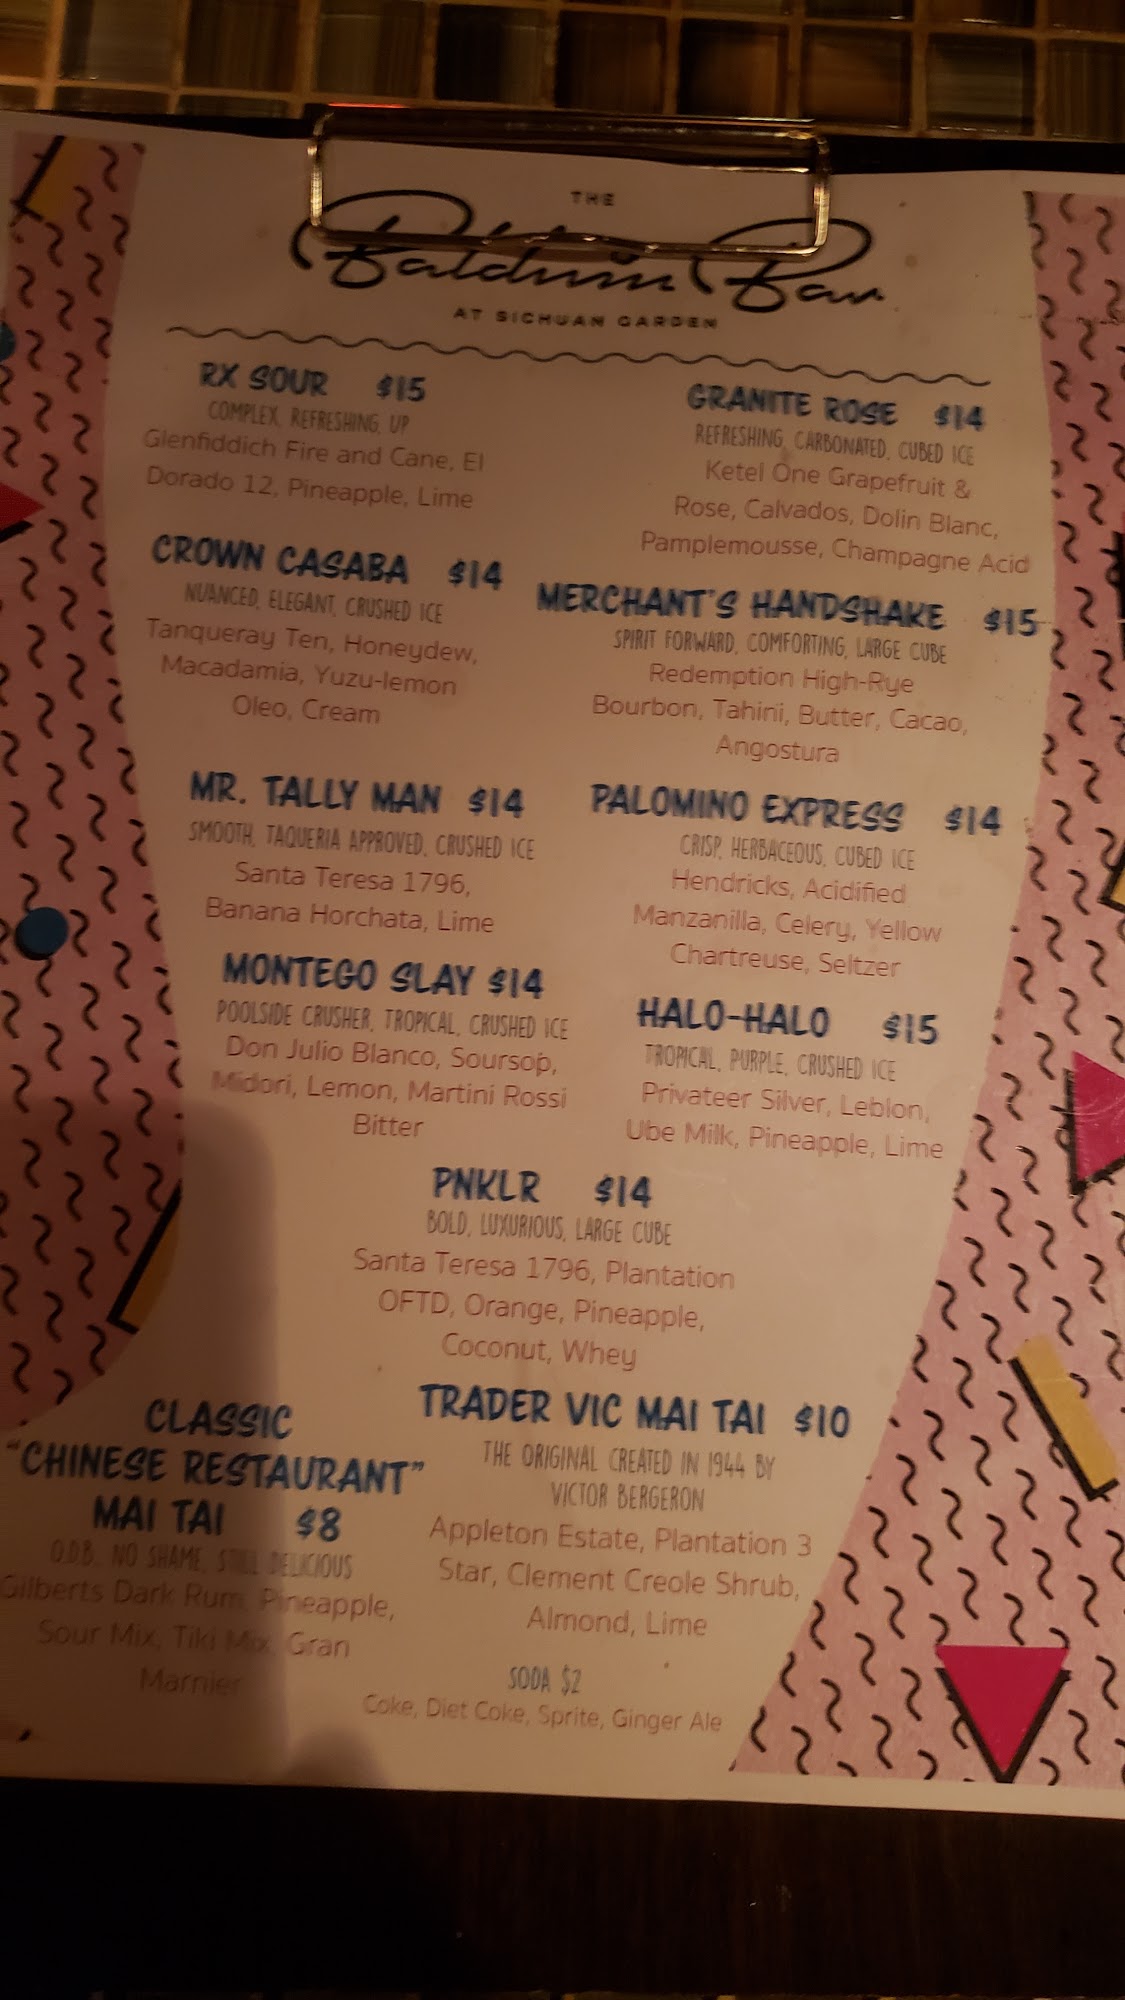 THE
Baldwin Bar
AT SICHUAN GARDEN
RX SOUR $15
COMPLEX, REFRESHING, UP
Glenfiddich Fire and Cane, El
Dorado 12, Pineapple, Lime
CROWN CASABA $14
NUANCED, ELEGANT, CRUSHED ICE
Tanqueray Ten, Honeydew,
Macadamia, Yuzu-lemon
Oleo, Cream
MR. TALLY MAN $14
SMOOTH, TAQUERIA APPROVED, CRUSHED ICE
Santa Teresa 1796,
Banana Horchata, Lime
MONTEGO SLAY $14
POOLSIDE CRUSHER, TROPICAL, CRUSHED ICE
Don Julio Blanco, Soursop,
Midori, Lemon, Martini Rossi
Bitter
GRANITE ROSE $14
REFRESHING, CARBONATED, CUBED ICE
Ketel One Grapefruit &
Rose, Calvados, Dolin Blanc,
Pamplemousse, Champagne Acid
MERCHANT'S HANDSHAKE $15
SPIRIT FORWARD, COMFORTING, LARGE CUBE
Redemption High-Rye
Bourbon, Tahini, Butter, Cacao,
Angostura
PALOMINO EXPRESS $14
CRISP, HERBACEOUS, CUBED ICE
Hendricks, Acidified
Manzanilla, Celery, Yellow
Chartreuse, Seltzer
HALO-HALO $15
TROPICAL, PURPLE, CRUSHED ICE
Privateer Silver, Leblon,
Ube Milk, Pineapple, Lime
PNKLR $14
BOLD, LUXURIOUS, LARGE CUBE
Santa Teresa 1796, Plantation
OFTD, Orange, Pineapple,
Coconut, Whey
CLASSIC
"CHINESE RESTAURANT"
MAI TAI $8
O.D.B, NO SHAME, STILL DELICIOUS
Gilberts Dark Rum, Pineapple,
Sour Mix, Tiki Mix, Gran
Marnier
TRADER VIC MAI TAI $10
THE ORIGINAL CREATED IN 1944 BY
VICTOR BERGERON
Appleton Estate, Plantation 3
Star, Clement Creole Shrub,
Almond, Lime
SODA $2
Coke, Diet Coke, Sprite, Ginger Ale